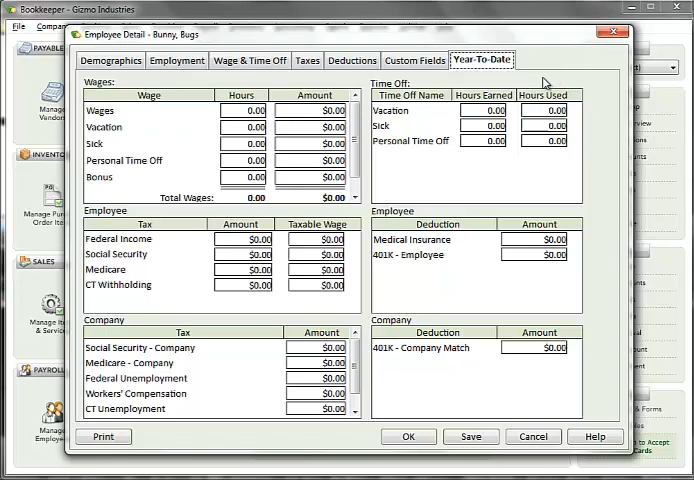 Bookkeeper - Gizmo Industries
File Company
Employee Detail - Bunny, Bugs
Demographics Employment Wage & Time Off Taxes Deductions Custom Fields Year-To-Date
Wages:
Wage Hours Amount
Wages 0.00 $0.00
Vacation 0.00 $0.00
Sick 0.00 $0.00
Personal Time Off 0.00 $0.00
Bonus 0.00 $0.00
Total Wages: 0.00 $0.00
Time Off:
Time Off Name Hours Earned Hours Used
Vacation 0.00 0.00
Sick 0.00 0.00
Personal Time Off 0.00 0.00
Employee
Tax Amount Taxable Wage
Federal Income $0.00 $0.00
Social Security $0.00 $0.00
Medicare $0.00 $0.00
CT Withholding $0.00 $0.00
Employee
Deduction Amount
Medical Insurance $0.00
401K - Employee $0.00
Company
Tax Amount
Social Security - Company $0.00
Medicare - Company $0.00
Federal Unemployment $0.00
Workers' Compensation $0.00
CT Unemployment $0.00
Company
Deduction Amount
401K - Company Match $0.00
Print OK Save Cancel Help
PAYABLE
Manage
Vendor
INVENTO
Manage Pu
Order Ite
SALES
Manage Ite
& Service
PAYROLL
Manage
Employe
& Forms
to Accept
Cards